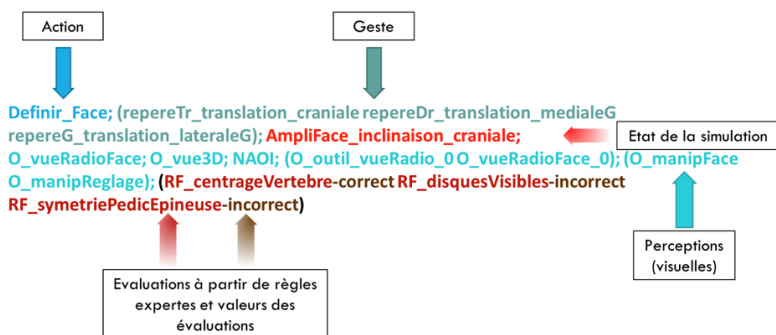 Action
Geste
Definir_Face; (repereTr_translation_craniale repereDr_translation_medialeG
repereG_translation_lateraleG); AmpliFace_inclinaison_craniale;
Etat de la simulation
O_vueRadioFace; O_vue3D; NAOI; (O_outil_vueRadio_0 O_vueRadioFace_0); (O_manipFace
O_manipReglage); (RF_centrageVertebre-correct RF_disquesVisibles-incorrect
RF_symetriePedicEpineuse-incorrect)
Perceptions
(visuelles)
Evaluations à partir de règles
expertes et valeurs des
évaluations